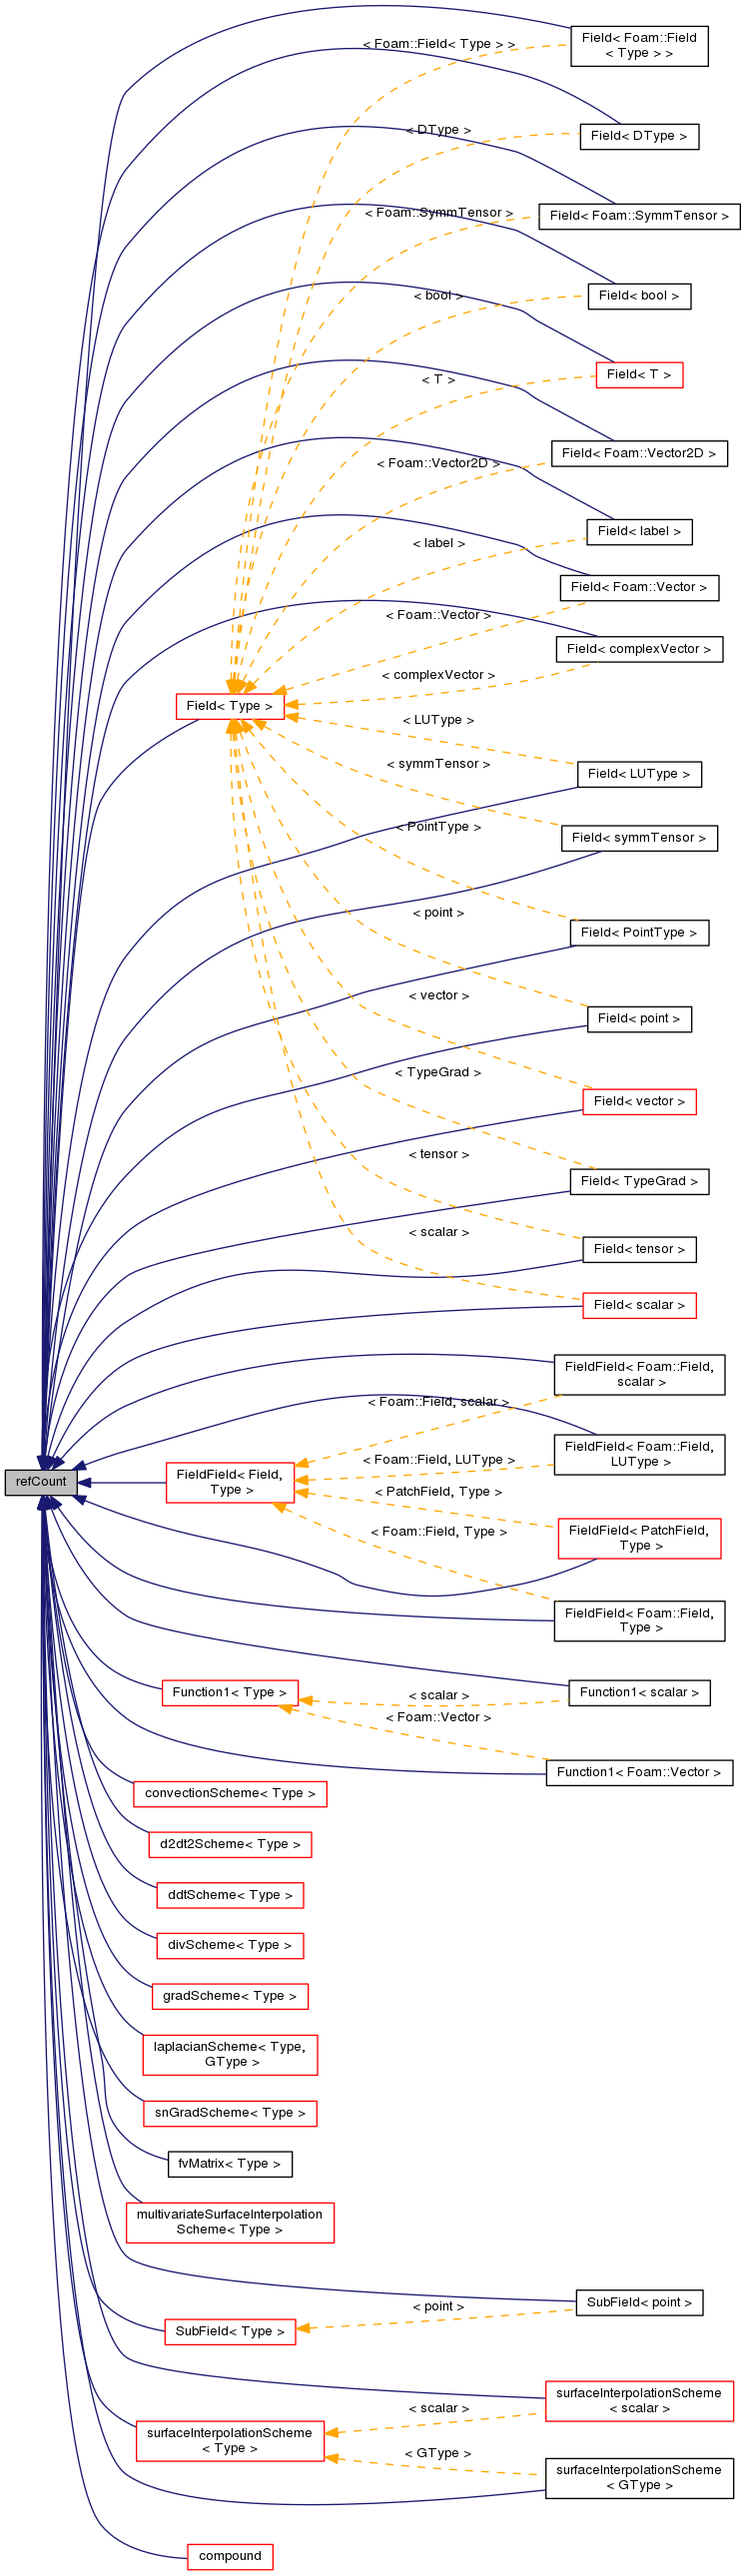 Field< Foam::Field
< Type > >
< Foam::Field< Type > >
< DType >
Field< DType >
< Foam::SymmTensor >
Field< Foam::SymmTensor >
< bool >
Field< bool >
< T >
Field< T >
< Foam::Vector2D >
Field< Foam::Vector2D >
< label >
Field< label >
< Foam::Vector >
Field< Foam::Vector >
< complexVector >
Field< complexVector >
Field< Type >
< LUType >
Field< LUType >
< symmTensor >
Field< symmTensor >
< PointType >
Field< PointType >
< point >
Field< point >
< vector >
Field< vector >
< TypeGrad >
Field< TypeGrad >
< tensor >
Field< tensor >
< scalar >
Field< scalar >
FieldField< Foam::Field,
scalar >
< Foam::Field, scalar >
FieldField< Foam::Field,
LUType >
< Foam::Field, LUType >
refCount
FieldField< Field,
Type >
< PatchField, Type >
FieldField< PatchField,
Type >
< Foam::Field, Type >
FieldField< Foam::Field,
Type >
Function1< Type >
< scalar >
Function1< scalar >
< Foam::Vector >
Function1< Foam::Vector >
convectionScheme< Type >
d2dt2Scheme< Type >
ddtScheme< Type >
divScheme< Type >
gradScheme< Type >
laplacianScheme< Type,
GType >
snGradScheme< Type >
fvMatrix< Type >
multivariateSurfaceInterpolation
Scheme< Type >
SubField< point >
< point >
SubField< Type >
surfaceInterpolationScheme
< scalar >
< scalar >
surfaceInterpolationScheme
< Type >
< GType >
surfaceInterpolationScheme
< GType >
compound